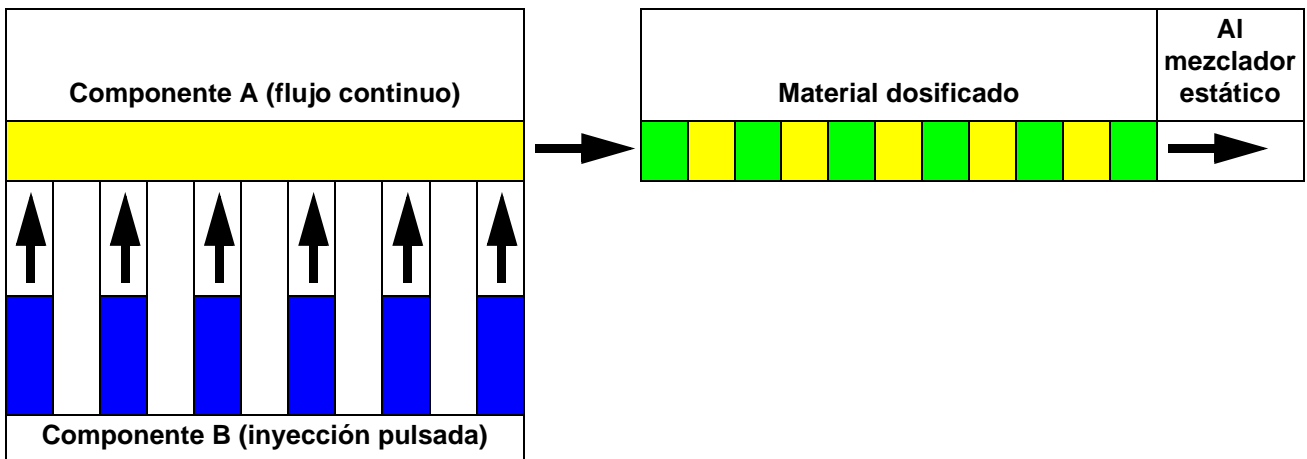 Componente A (flujo continuo)
Componente B (inyección pulsada)
Material dosificado
Al
mezclador
estático